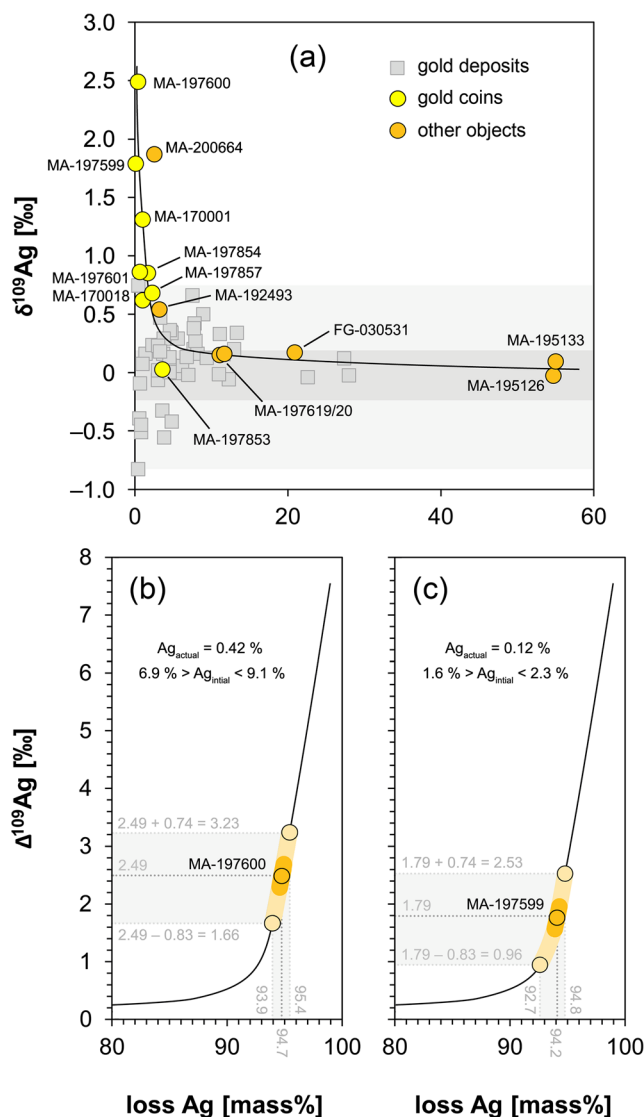 3.0
2.5
2.0
1.5
1.0
0.5
0
–0.5
–1.0
δ¹⁰⁹Ag [‰]
(a)
gold deposits
gold coins
other objects
MA-197600
MA-200664
MA-197599
MA-170001
MA-197854
MA-197601
MA-197857
MA-170018
MA-192493
FG-030531
MA-195133
MA-195126
MA-197619/20
MA-197853
0 20 40 60
8
7
6
5
4
3
2
1
0
Δ¹⁰⁹Ag [‰]
(b)
Ag_actual = 0.42 %
6.9 % > Ag_intial < 9.1 %
2.49 + 0.74 = 3.23
2.49
MA-197600
2.49 – 0.83 = 1.66
93.9
94.7
95.4
80 90 100
loss Ag [mass%]
(c)
Ag_actual = 0.12 %
1.6 % > Ag_intial < 2.3 %
1.79 + 0.74 = 2.53
1.79
MA-197599
1.79 – 0.83 = 0.96
92.7
94.2
94.8
80 90 100
loss Ag [mass%]